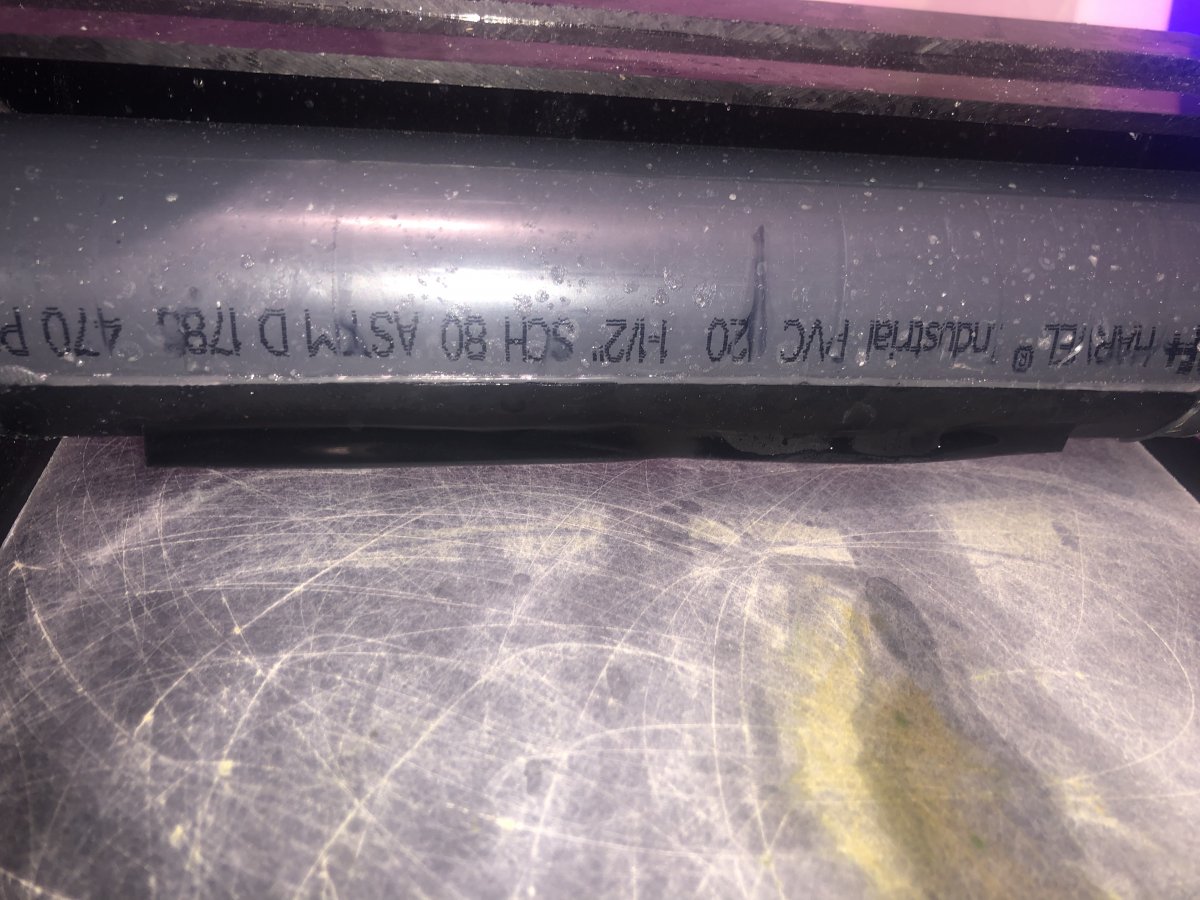 HARVEL® Industrial PVC 120 1-1/2" SCH 80 ASTM D 1785 470 P